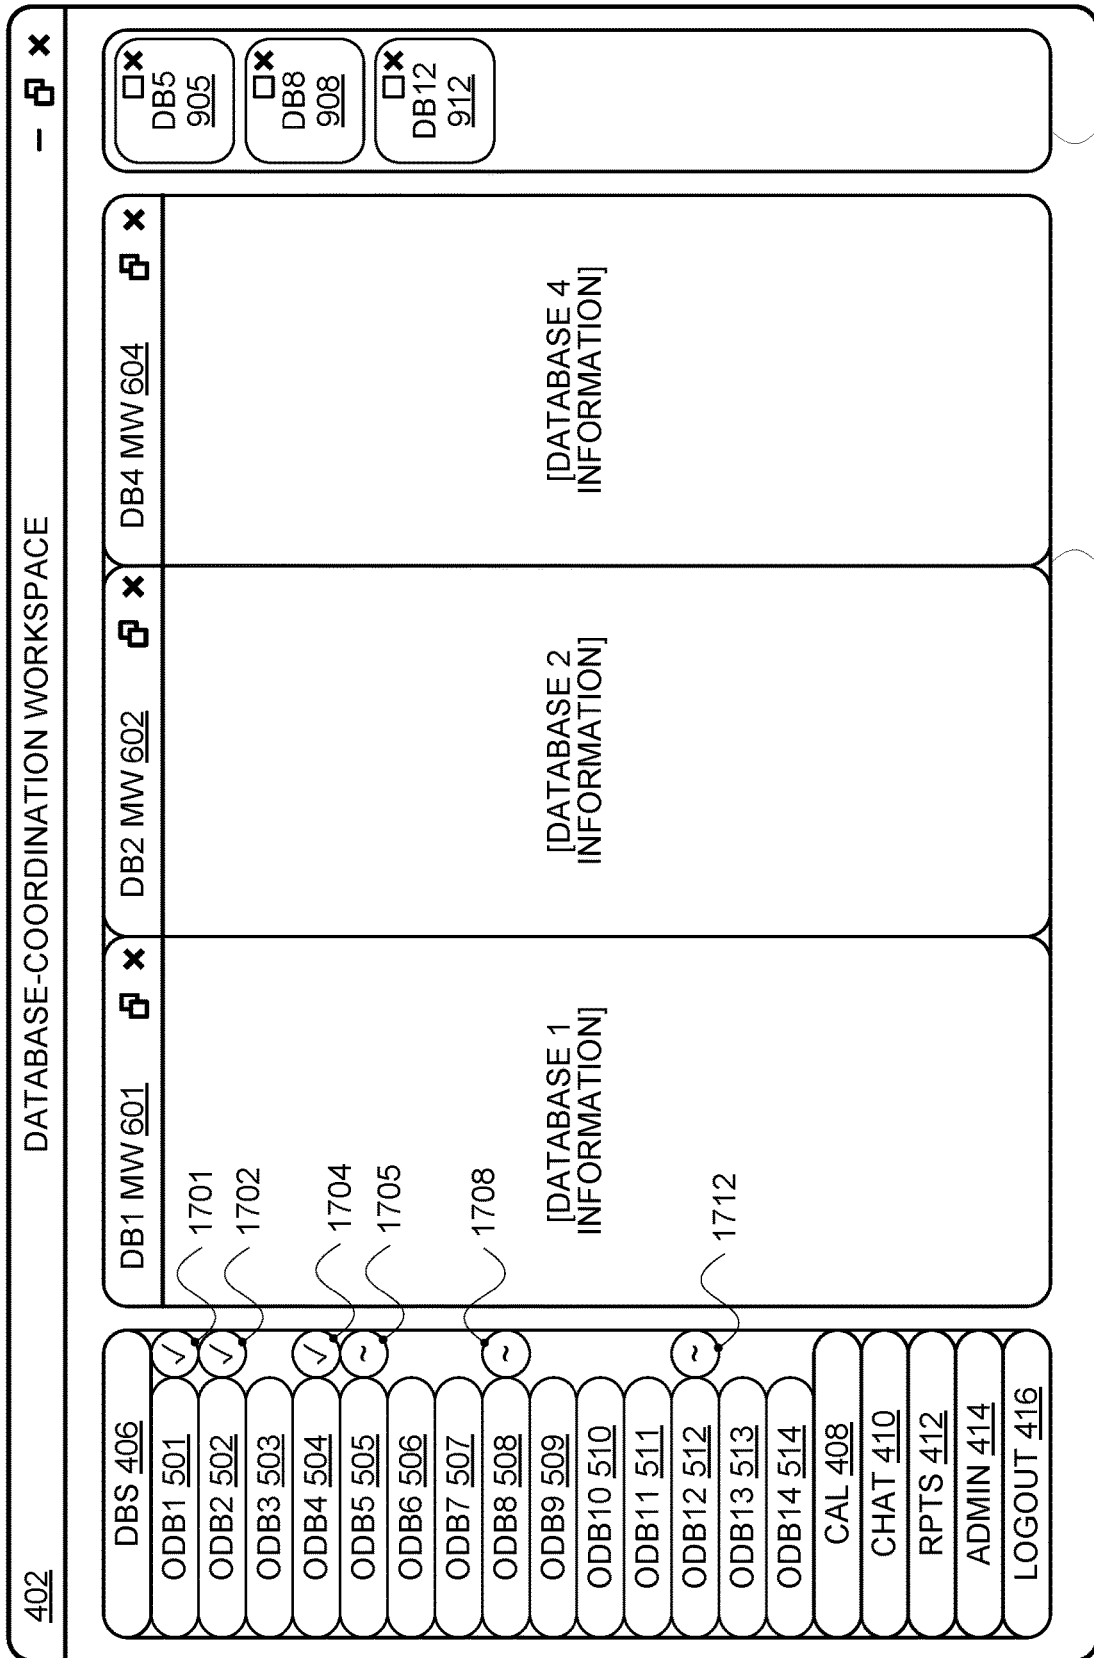 402
DATABASE-COORDINATION WORKSPACE
DBS 406
ODB1 501
ODB2 502
ODB3 503
ODB4 504
ODB5 505
ODB6 506
ODB7 507
ODB8 508
ODB9 509
ODB10 510
ODB11 511
ODB12 512
ODB13 513
ODB14 514
CAL 408
CHAT 410
RPTS 412
ADMIN 414
LOGOUT 416
√
√
√
~
~
~
1701
1702
1704
1705
1708
1712
DB1 MW 601
[DATABASE 1
INFORMATION]
DB2 MW 602
[DATABASE 2
INFORMATION]
DB4 MW 604
[DATABASE 4
INFORMATION]
DB5
905
DB8
908
DB12
912